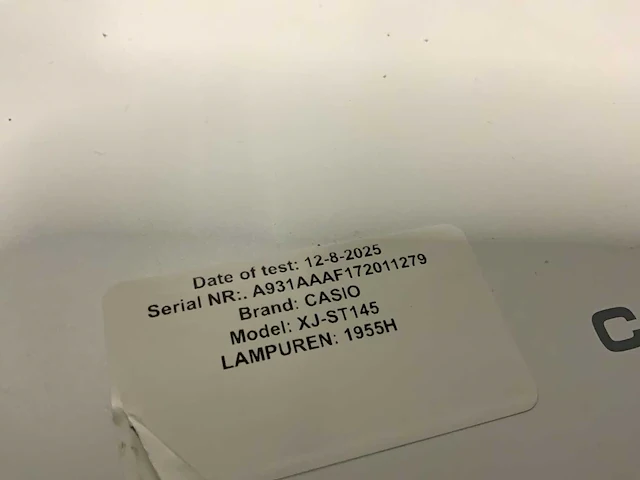 Date of test: 12-8-2025
Serial NR:. A931AAAF172011279
Brand: CASIO
Model: XJ-ST145
LAMPUREN: 1955H
C